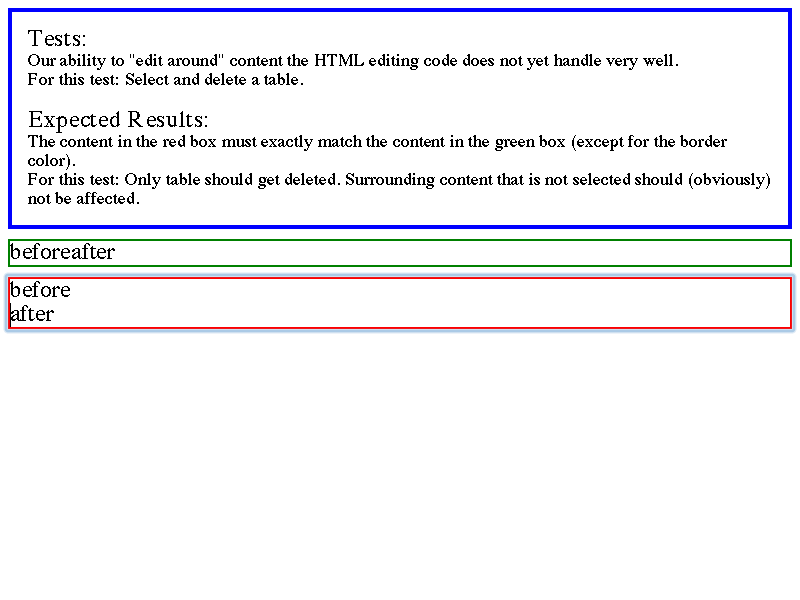 Tests:
Our ability to "edit around" content the HTML editing code does not yet handle very well.
For this test: Select and delete a table.
Expected Results:
The content in the red box must exactly match the content in the green box (except for the border
color).
For this test: Only table should get deleted. Surrounding content that is not selected should (obviously)
not be affected.
beforeafter
before
after